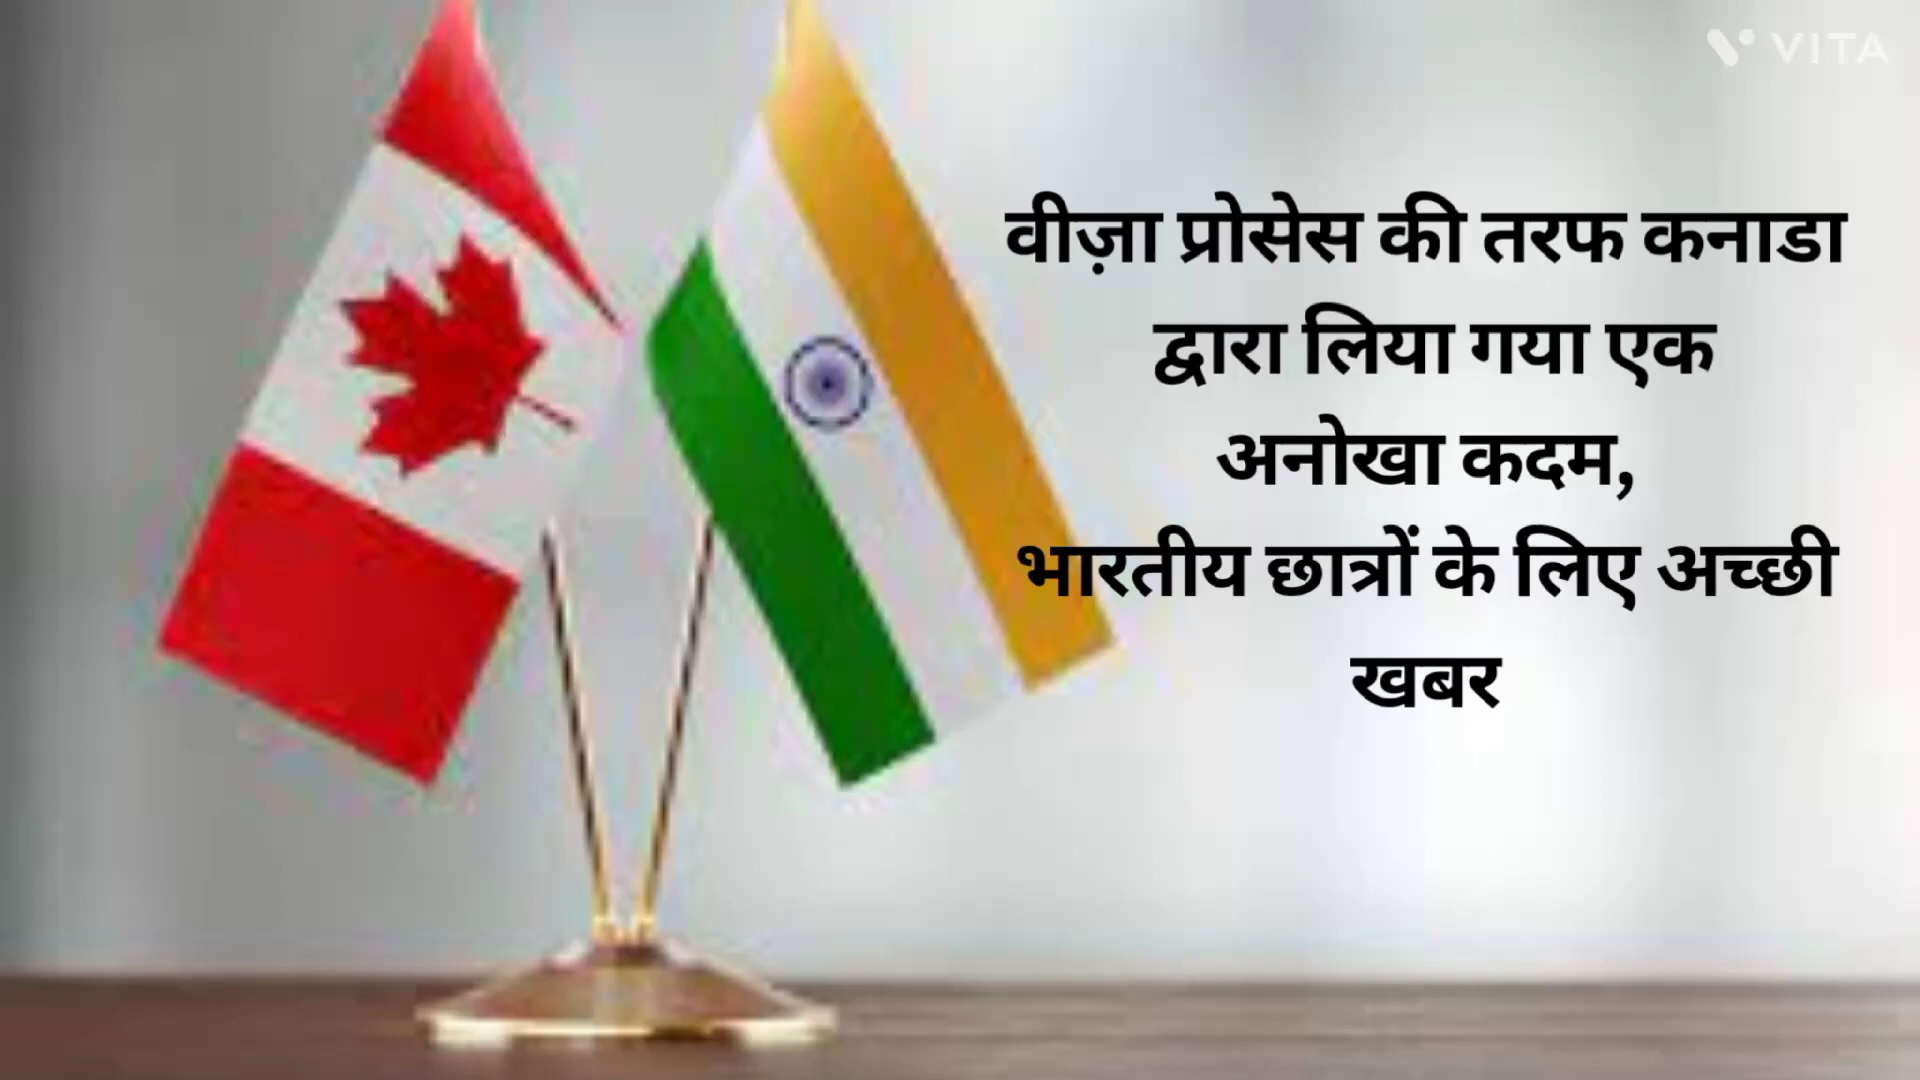 VITA
वीज़ा प्रोसेस की तरफ कनाडा
द्वारा लिया गया एक
अनोखा कदम,
भारतीय छात्रों के लिए अच्छी
खबर